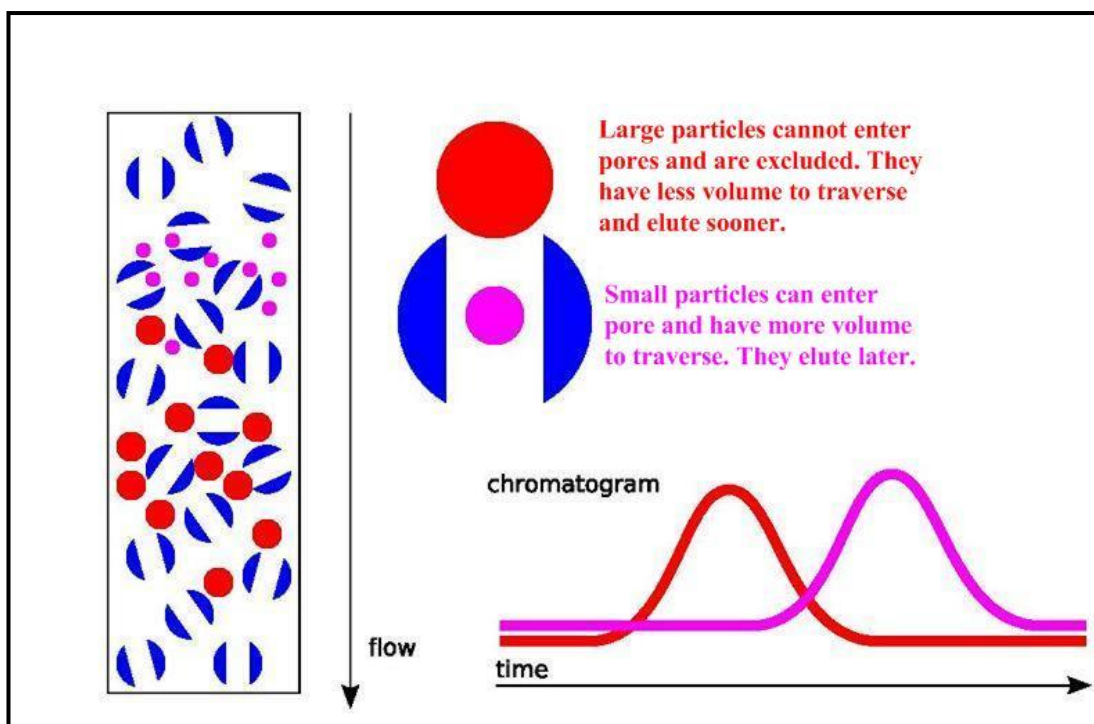 Large particles cannot enter
pores and are excluded. They
have less volume to traverse
and elute sooner.
Small particles can enter
pore and have more volume
to traverse. They elute later.
chromatogram
flow
time